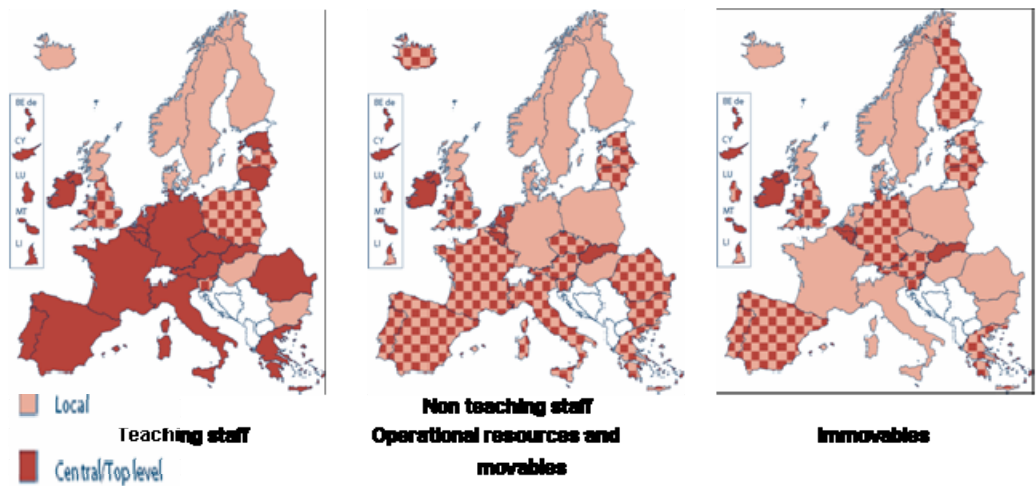 BE de
CY
LU
MT
LI
BE de
CY
LU
MT
LI
BE de
CY
LU
MT
LI
Local
Central/Top level
Teaching staff
Non teaching staff
Operational resources and
movables
Immovables